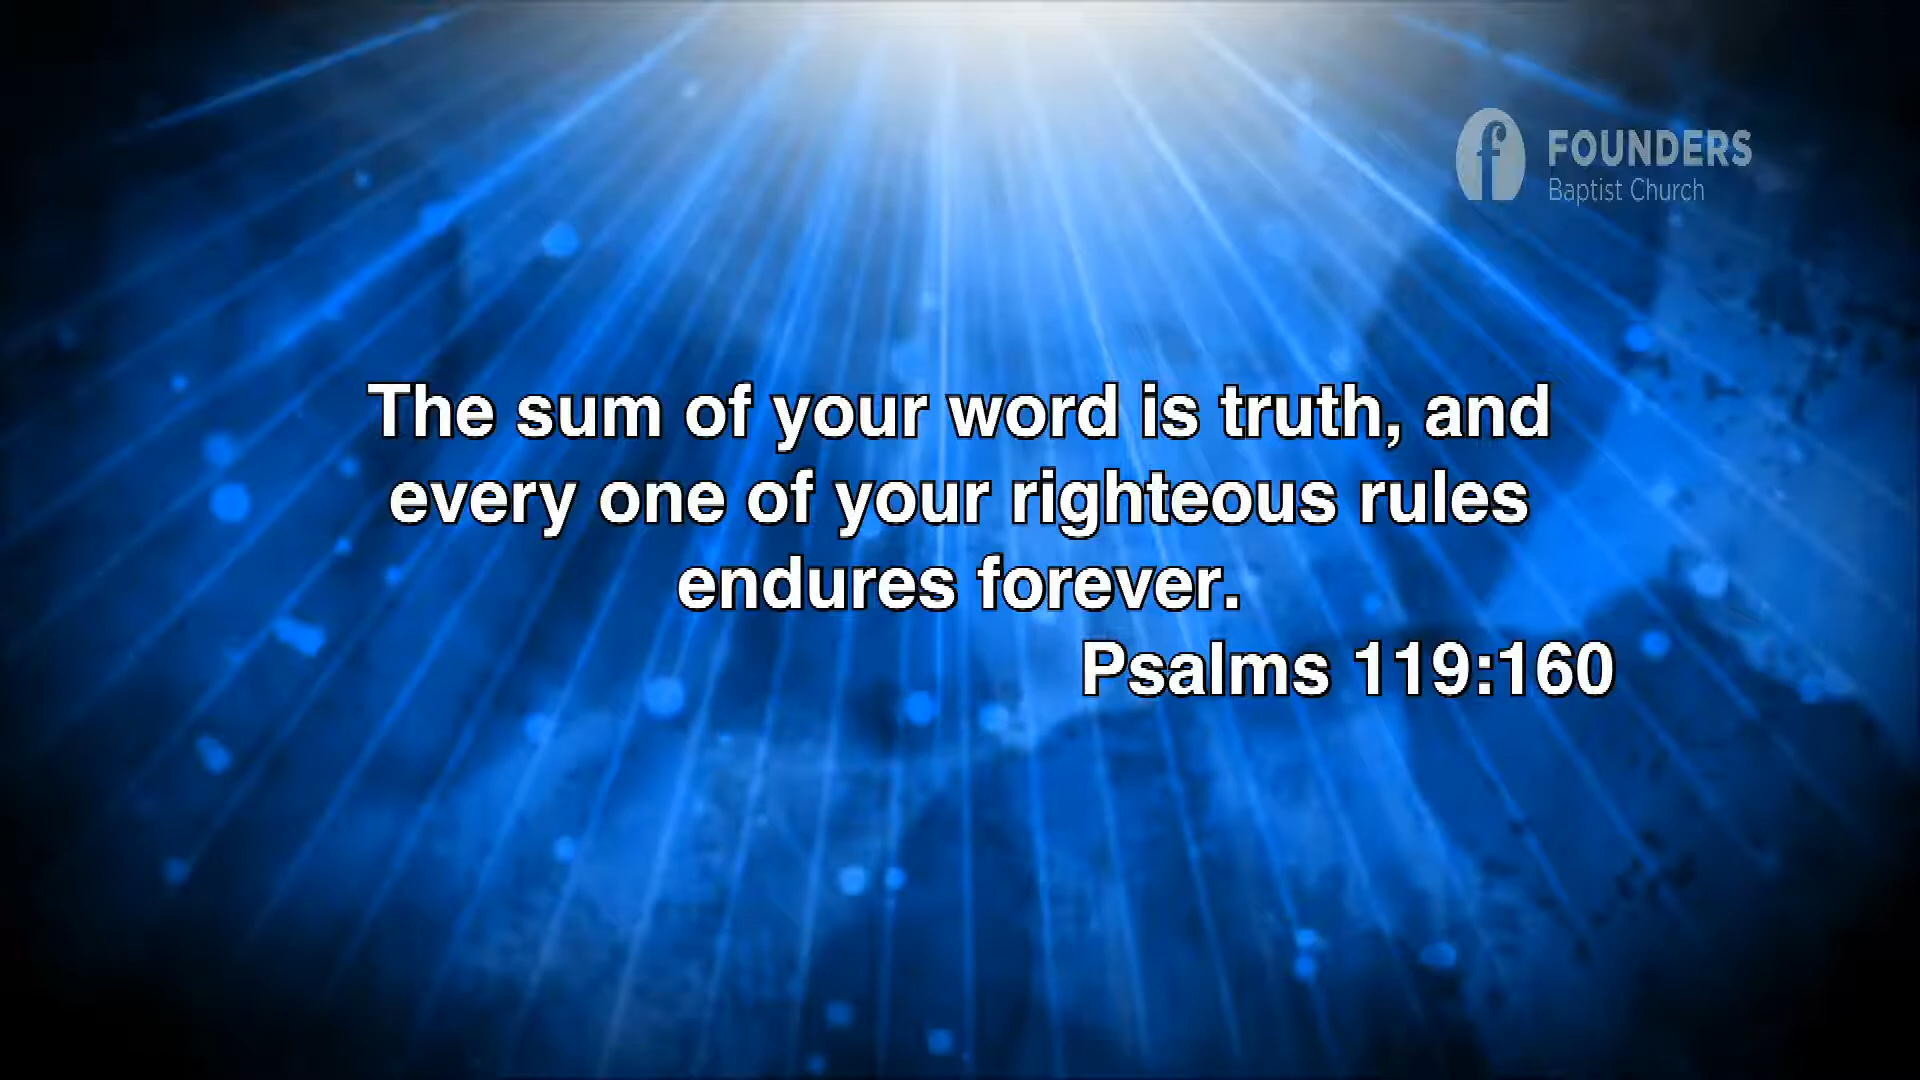 FOUNDERS
Baptist Church
The sum of your word is truth, and
every one of your righteous rules
endures forever.
Psalms 119:160